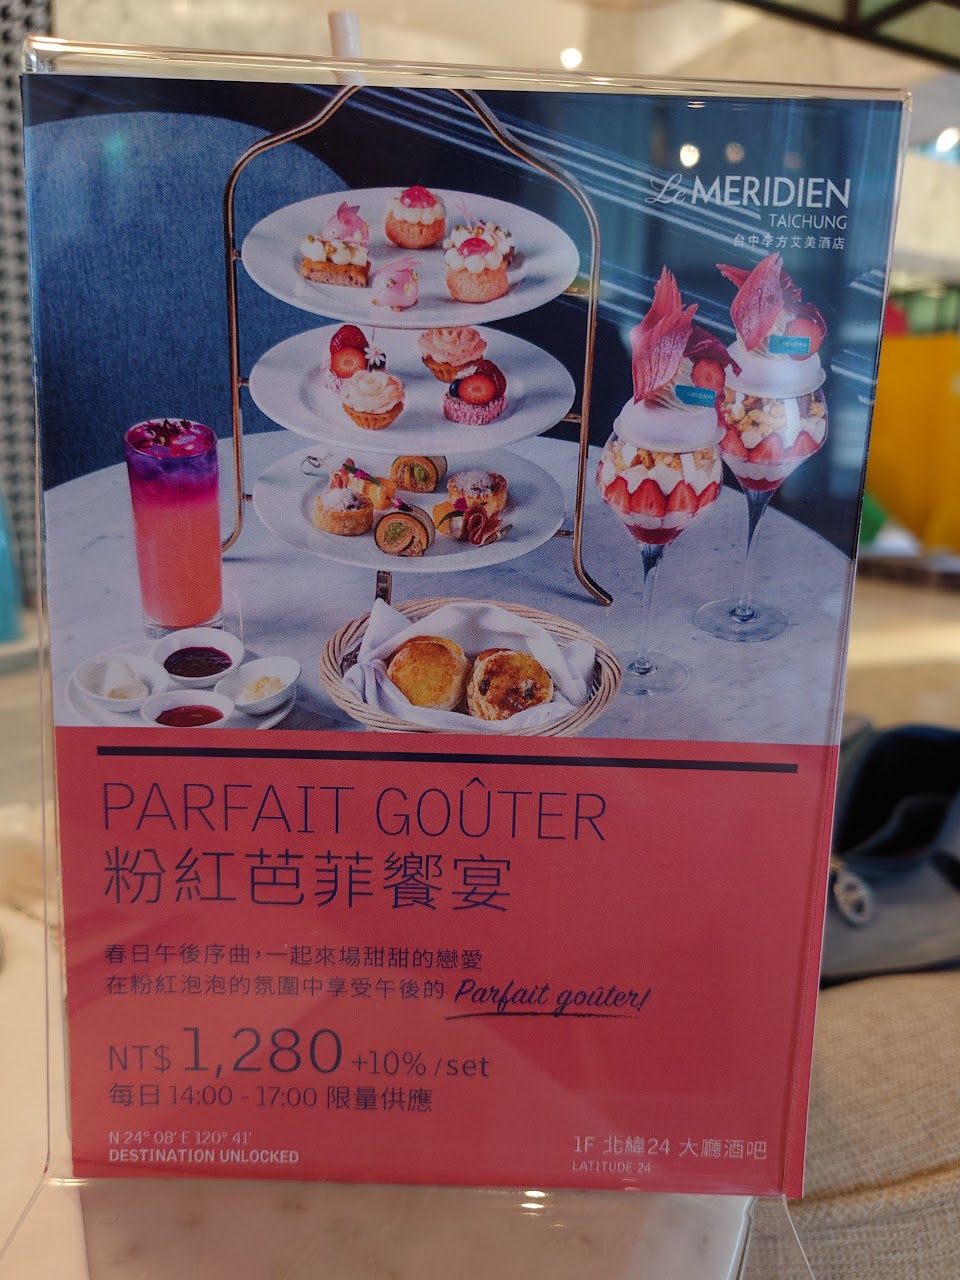 Le MERIDIEN
TAICHUNG
台中李方艾美酒店
PARFAIT GOÛTER
粉紅芭菲饗宴
春日午後序曲，一起來場甜甜的戀愛
在粉紅泡泡的氛圍中享受午後的 Parfait goûter!
NT$ 1,280 +10% / set
每日 14:00 - 17:00 限量供應
N 24° 08' E 120° 41'
DESTINATION UNLOCKED
1F 北緯24 大廳酒吧
LATITUDE 24